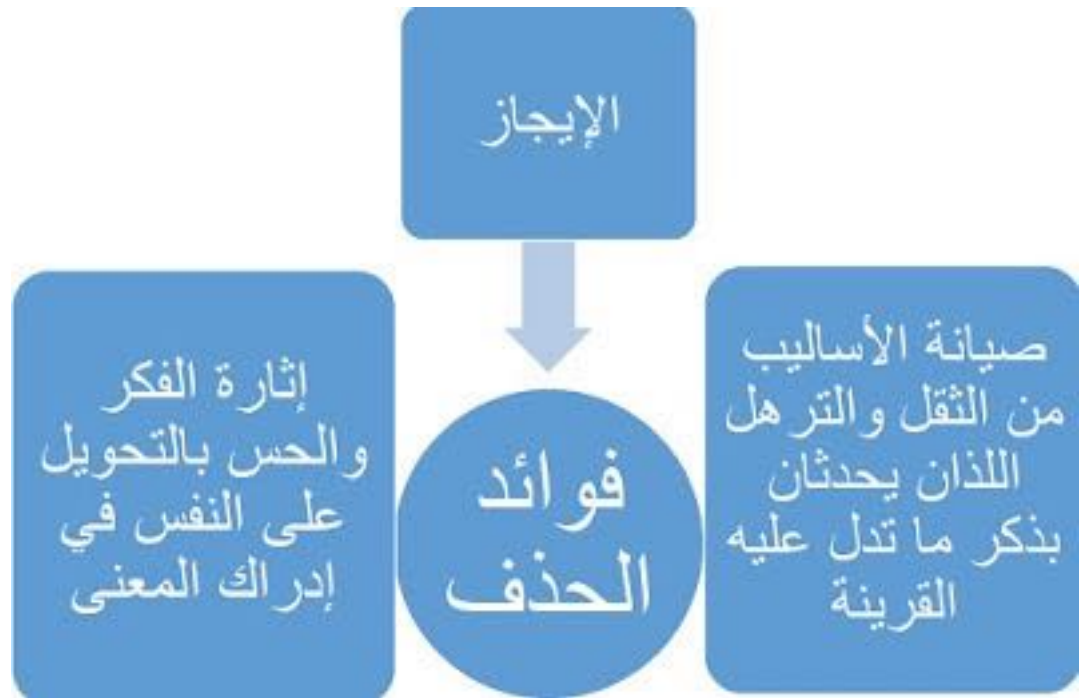 الإيجاز
صيانة الأساليب
من الثقل والترهل
اللذان يحدثان
بذكر ما تدل عليه
القرينة
فوائد
الحذف
إثارة الفكر
والحس بالتحويل
على النفس في
إدراك المعنى